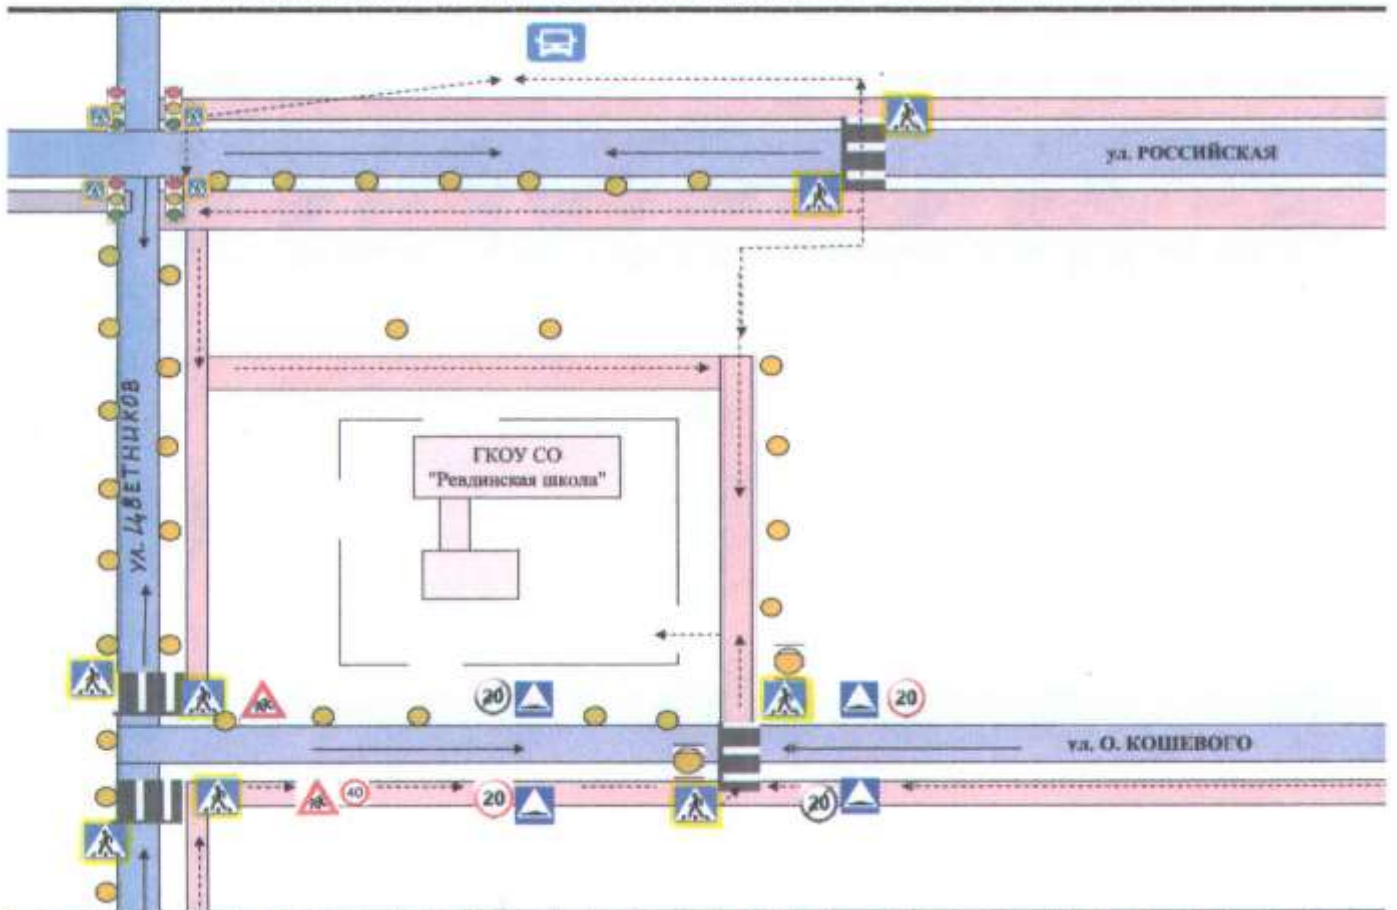 ул. РОССИЙСКАЯ
УЛ. ЦВЕТНИКОВ
ГКОУ СО
"Ревдинская школа"
20
20
ул. О. КОШЕВОГО
40
20
20